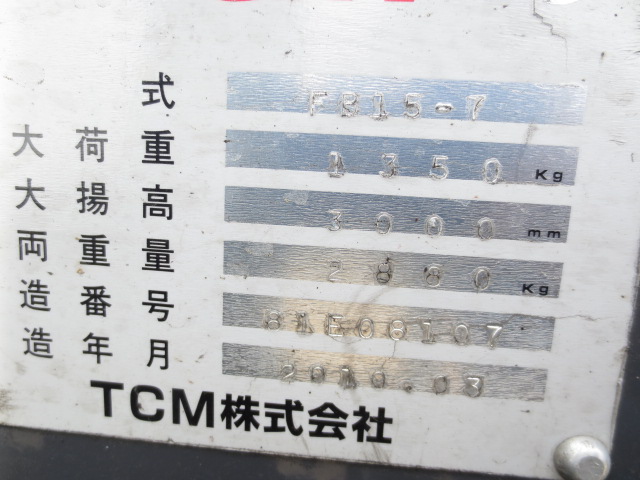 式 FB15-7
大荷重 1350 Kg
大揚高 3000 mm
両重量 2860 Kg
造番号 81E08107
造年月 2010.03
TCM株式会社